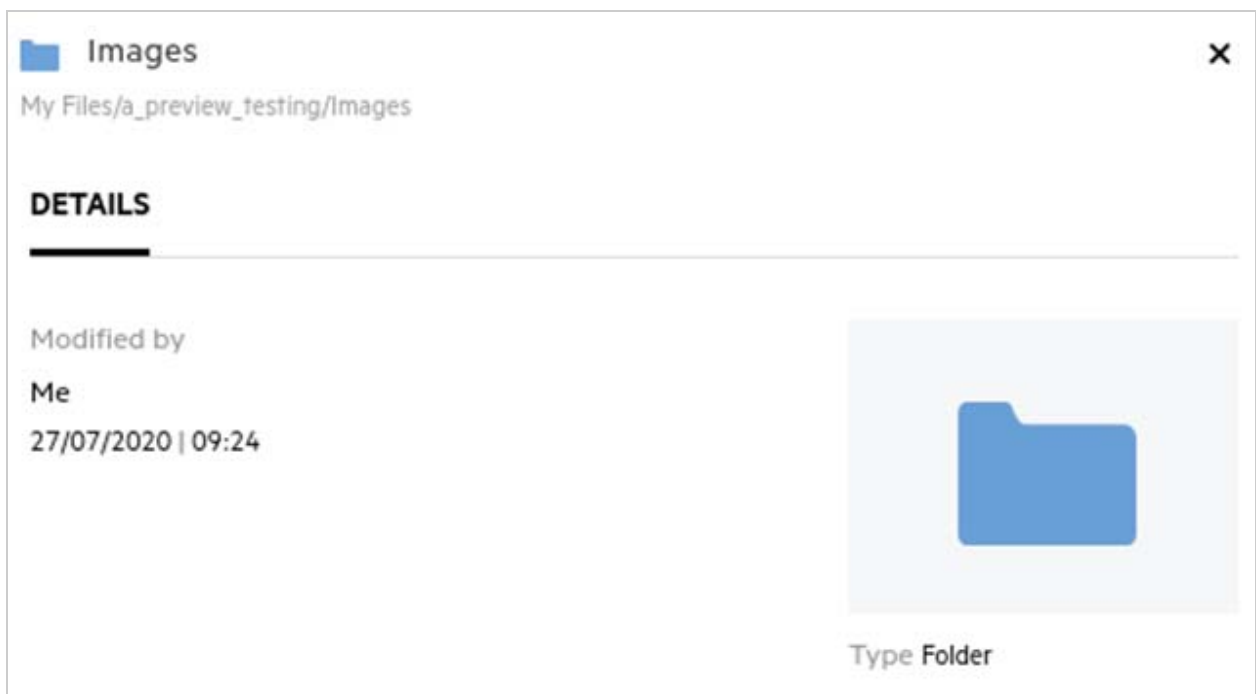 Images
My Files/a_preview_testing/Images
DETAILS
Modified by
Me
27/07/2020 | 09:24
Type Folder